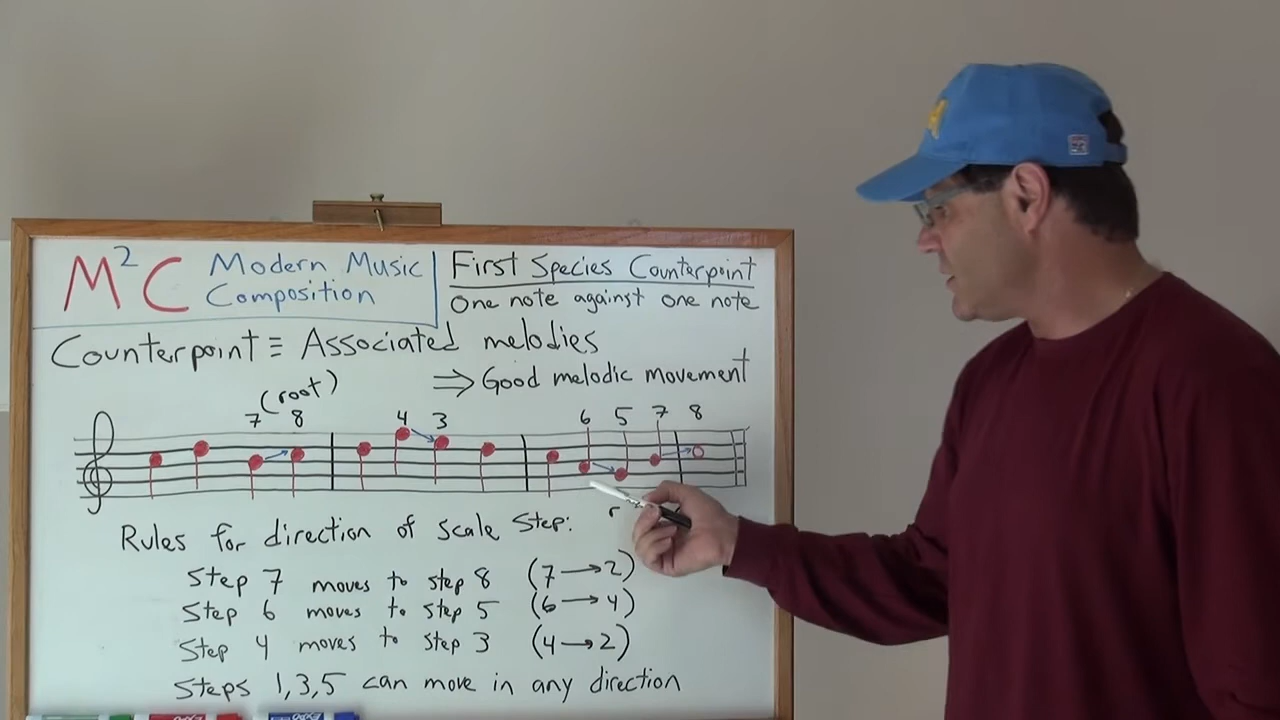 M²C Modern Music Composition
First Species Counterpoint
One note against one note
Counterpoint ≡ Associated melodies
⇒ Good melodic movement
(root)
7 8 4 3 6 5 7 8
r
Rules for direction of scale step:
Step 7 moves to step 8 (7→2)
Step 6 moves to step 5 (6→4)
Step 4 moves to step 3 (4→2)
Steps 1,3,5 can move in any direction